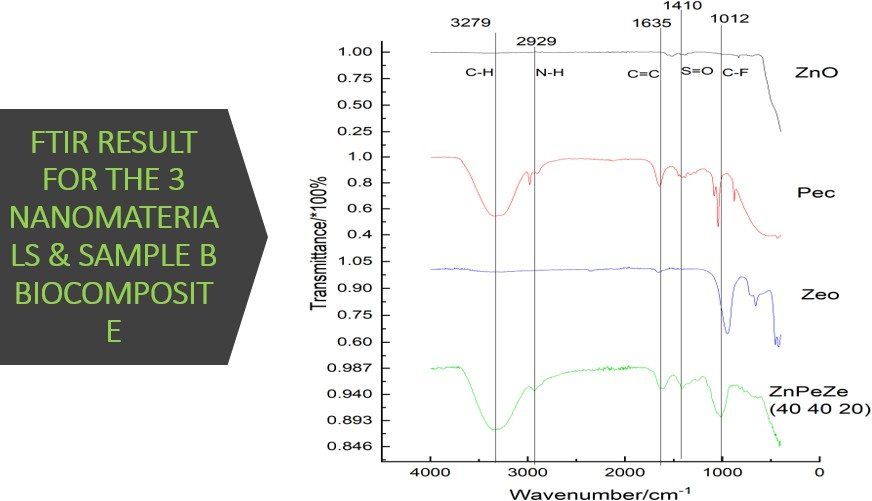 FTIR RESULT
FOR THE 3
NANOMATERIA
LS & SAMPLE B
BIOCOMPOSIT
E
3279
2929
1635
1410
1012
C-H
N-H
C=C
S=O
C-F
ZnO
Pec
Zeo
ZnPeZe
(40 40 20)
Transmittance/*100%
1.00
0.75
0.50
0.25
1.0
0.8
0.6
0.4
1.05
0.90
0.75
0.60
0.987
0.940
0.893
0.846
4000
3000
2000
1000
0
Wavenumber/cm⁻¹